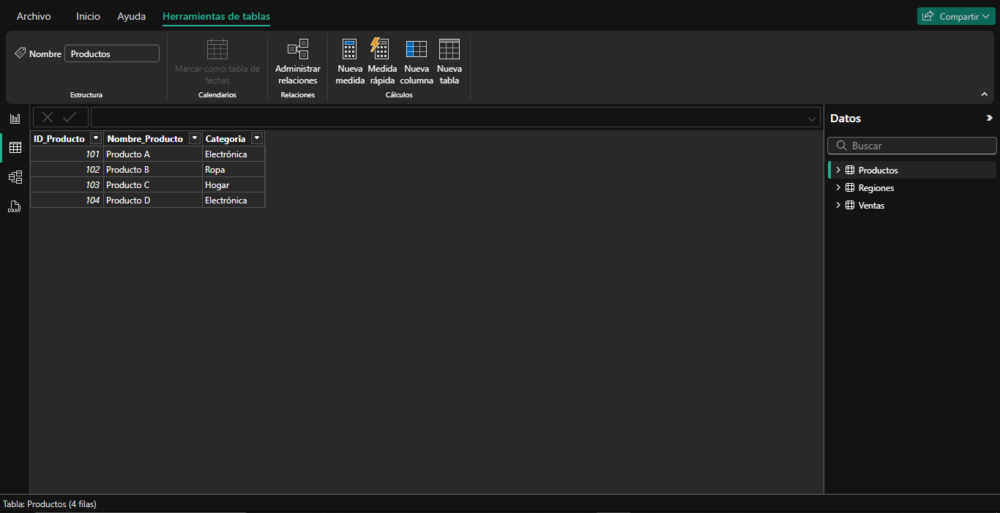 Archivo Inicio Ayuda Herramientas de tablas Compartir
Nombre Productos
Estructura
Marcar como tabla de fechas
Calendarios
Administrar relaciones
Relaciones
Nueva medida
Medida rápida
Nueva columna
Nueva tabla
Cálculos
DAX
ID_Producto Nombre_Producto Categoria
101 Producto A Electrónica
102 Producto B Ropa
103 Producto C Hogar
104 Producto D Electrónica
Datos
Buscar
Productos
Regiones
Ventas
Tabla: Productos (4 filas)